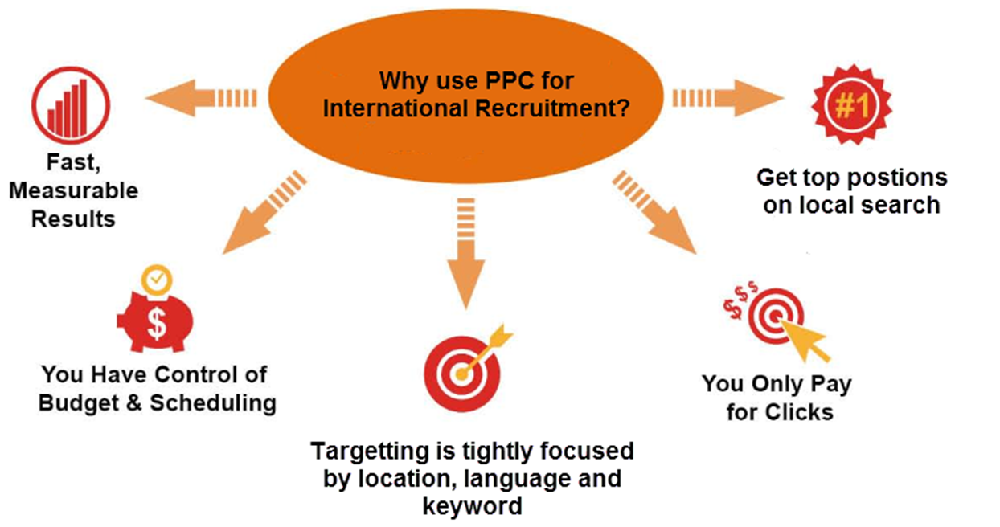 Why use PPC for
International Recruitment?
Fast,
Measurable
Results
#1
Get top postions
on local search
$
You Have Control of
Budget & Scheduling
$$$
You Only Pay
for Clicks
Targetting is tightly focused
by location, language and
keyword